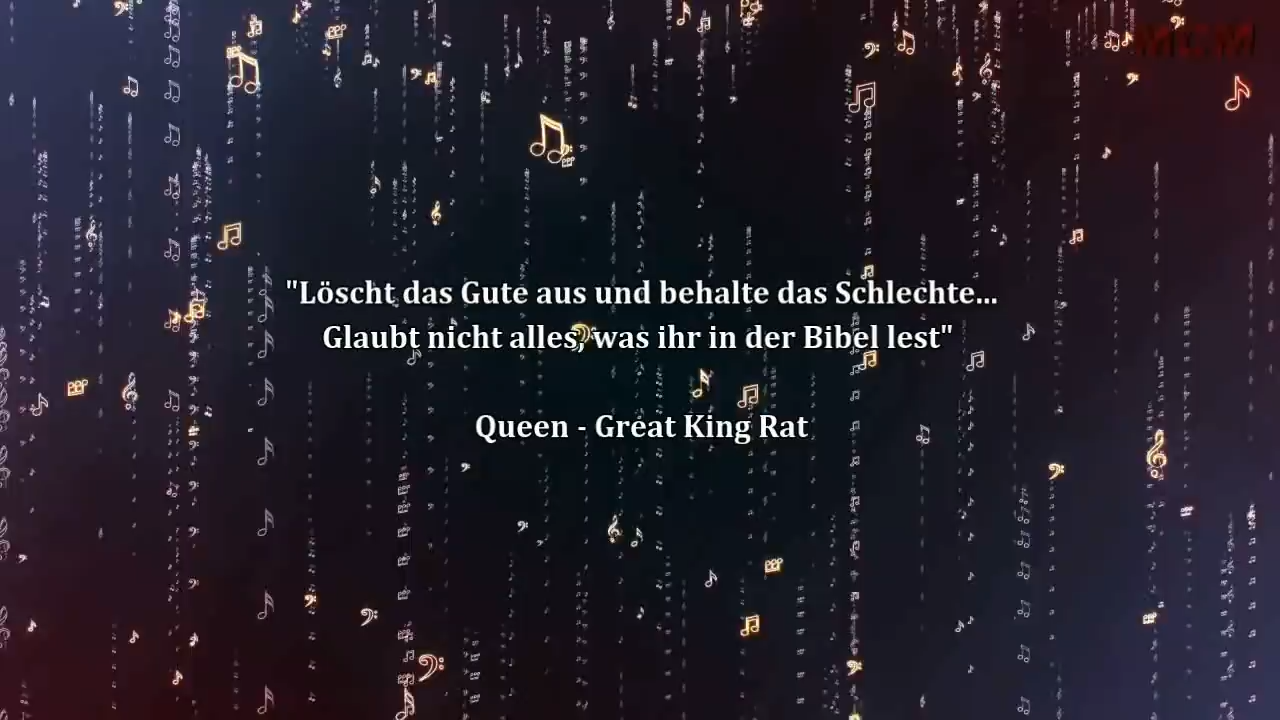 MCM
"Löscht das Gute aus und behalte das Schlechte...
Glaubt nicht alles, was ihr in der Bibel lest"
Queen - Great King Rat